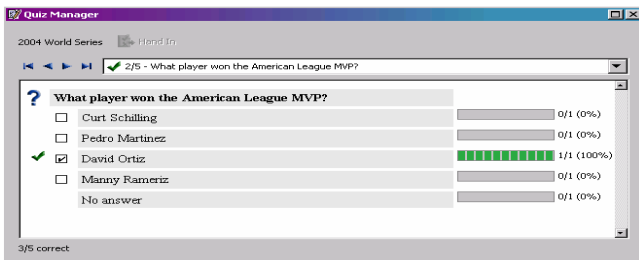 Quiz Manager
2004 World Series Hand In
2/5 - What player won the American League MVP?
? What player won the American League MVP?
Curt Schilling 0/1 (0%)
Pedro Martinez 0/1 (0%)
David Ortiz 1/1 (100%)
Manny Rameriz 0/1 (0%)
No answer 0/1 (0%)
3/5 correct